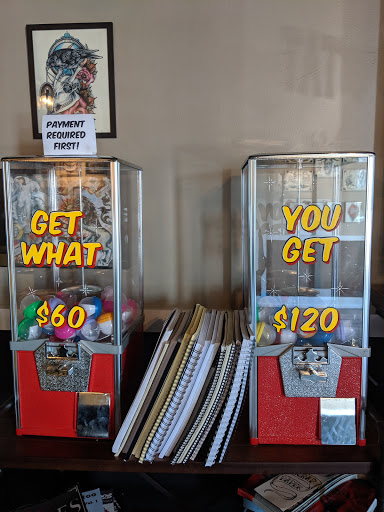 PAYMENT
REQUIRED
FIRST!
GET
WHAT
$60
YOU
GET
$120